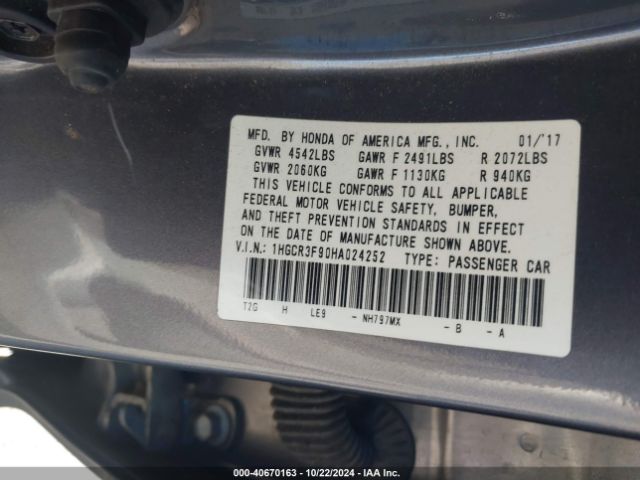 MFD. BY HONDA OF AMERICA MFG., INC. 01/'17
GVWR 4542LBS GAWR F 2491LBS R 2072LBS
GVWR 2060KG GAWR F 1130KG R 940KG
THIS VEHICLE CONFORMS TO ALL APPLICABLE
FEDERAL MOTOR VEHICLE SAFETY, BUMPER,
AND THEFT PREVENTION STANDARDS IN EFFECT
ON THE DATE OF MANUFACTURE SHOWN ABOVE.
V.I.N.: 1HGCR3F90HA024252 TYPE: PASSENGER CAR
T2G H LE9 - NH797MX - B - A
000-40670163 - 10/22/2024 - IAA Inc.